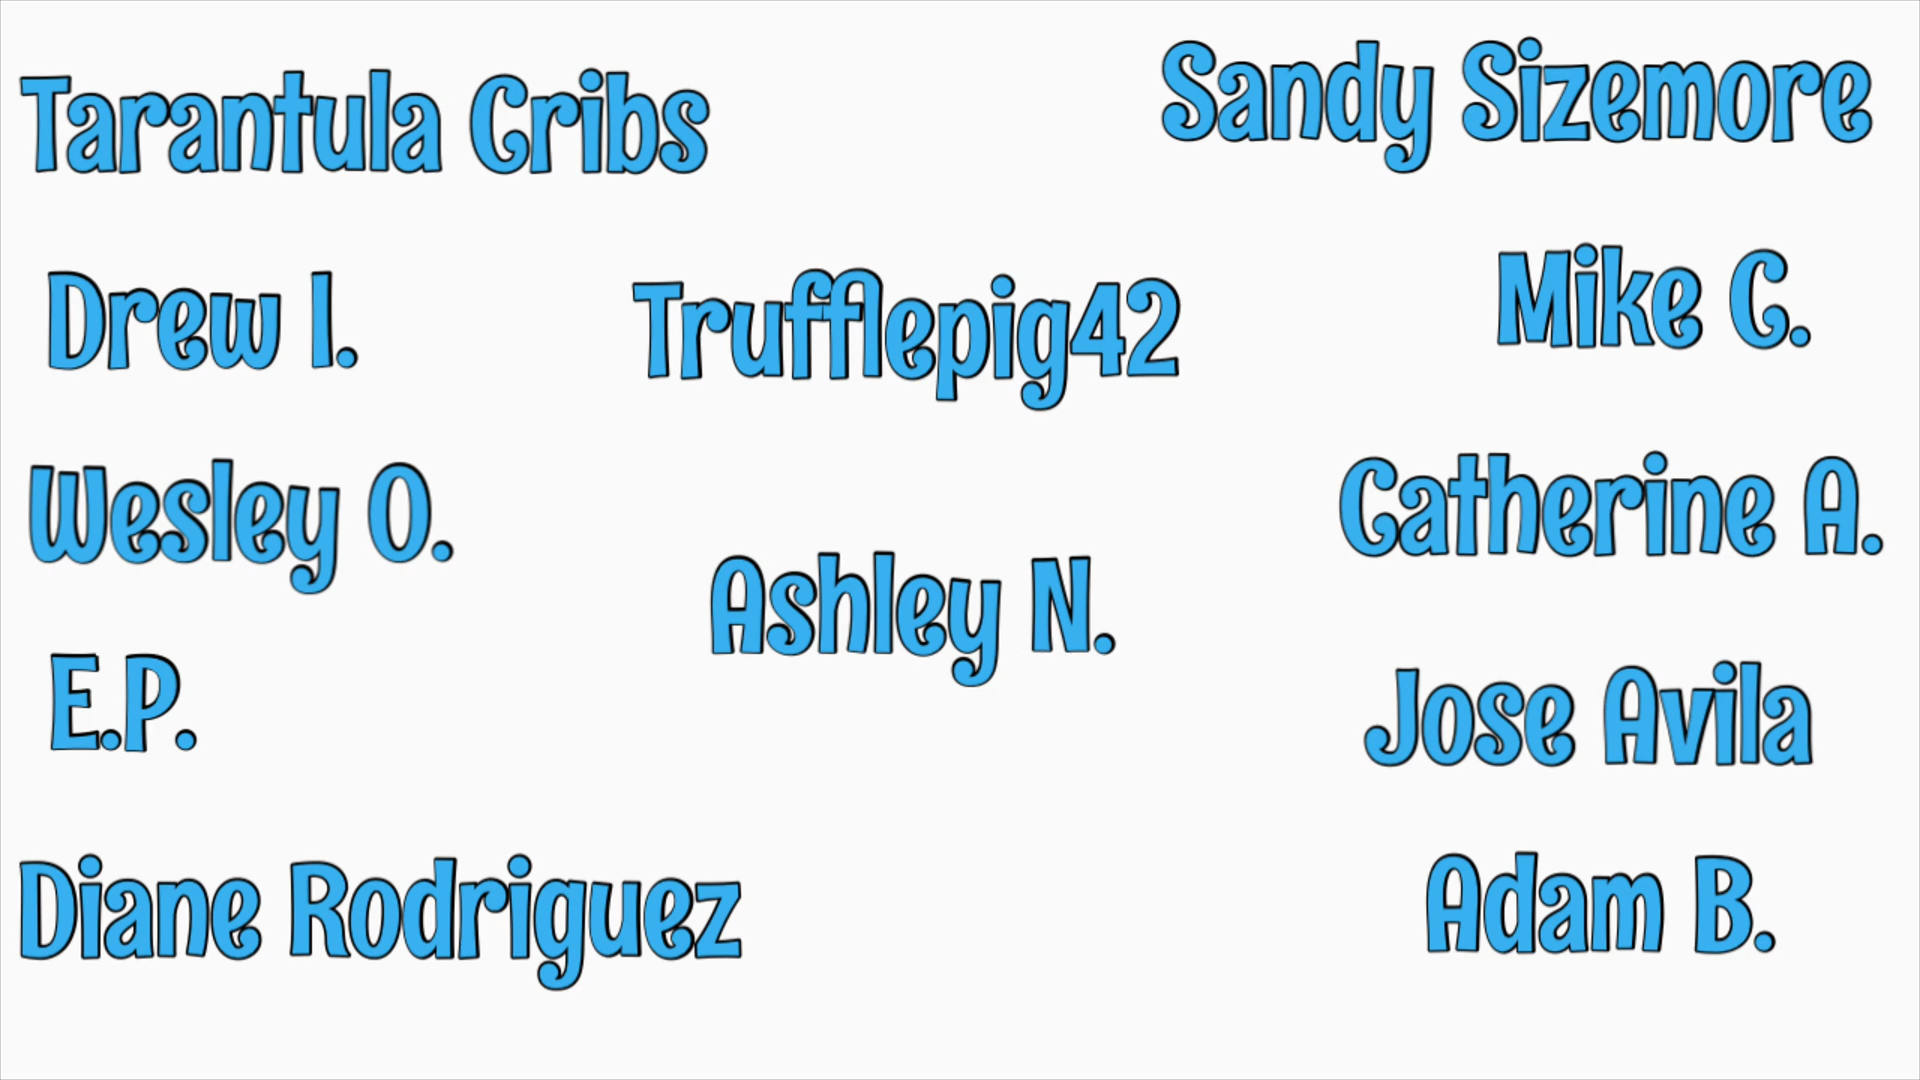 Tarantula Cribs
Sandy Sizemore
Drew I.
Trufflepig42
Mike C.
Wesley O.
Catherine A.
Ashley N.
E.P.
Jose Avila
Diane Rodriguez
Adam B.